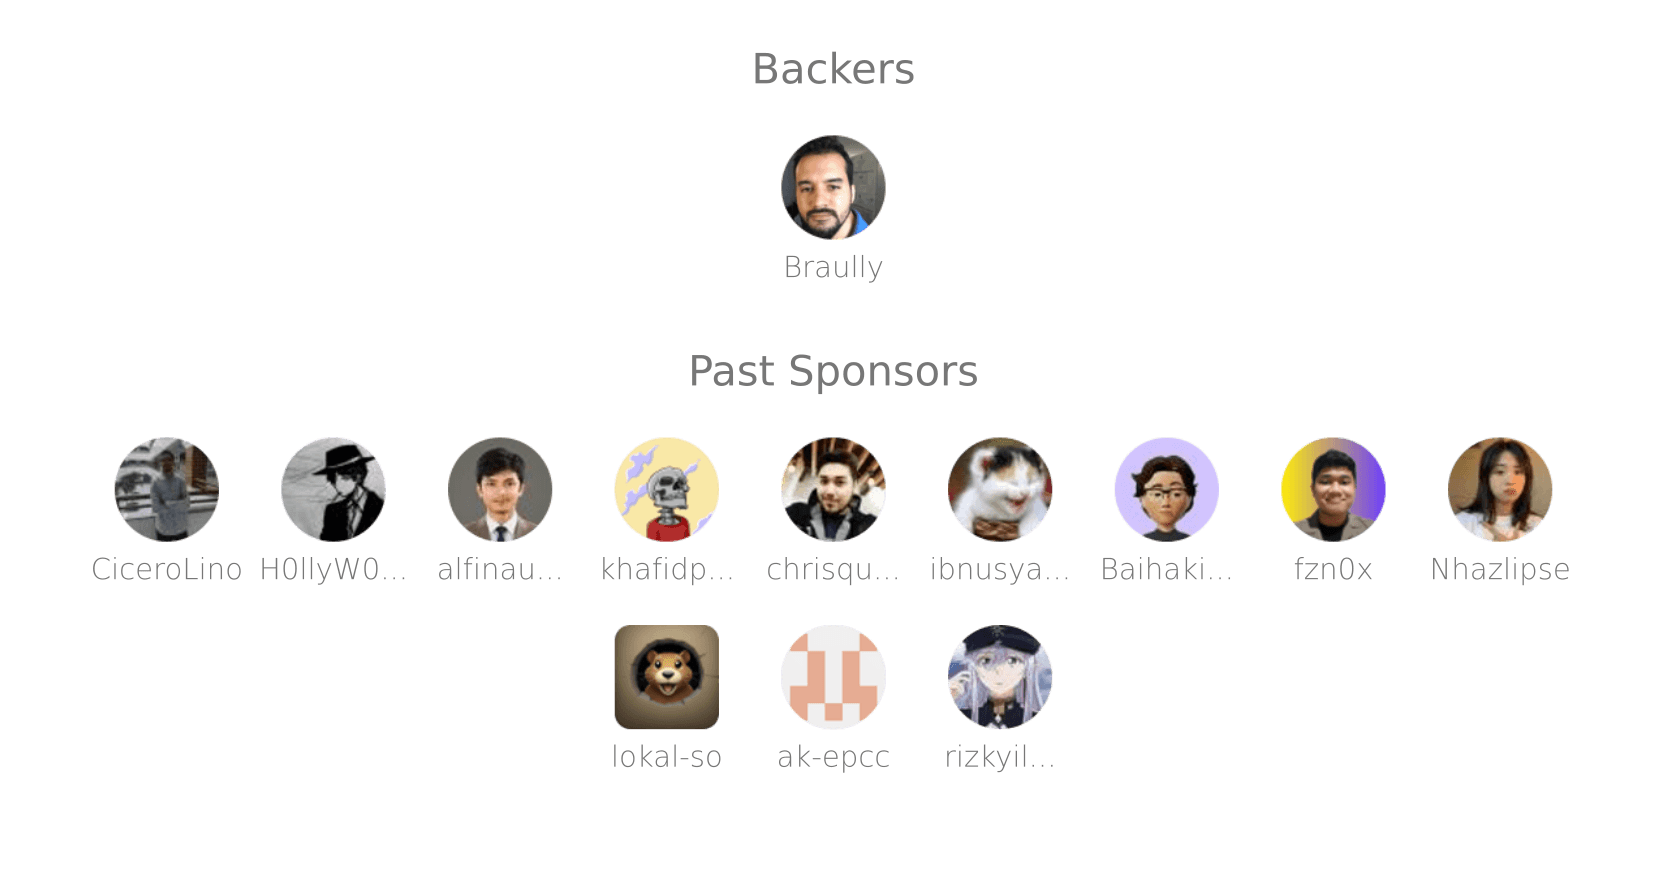 Backers
Braully
Past Sponsors
CiceroLino H0llyW0... alfinau... khafidp... chrisqu... ibnusya... Baihaki... fzn0x Nhazlipse
lokal-so ak-epcc rizkyil...